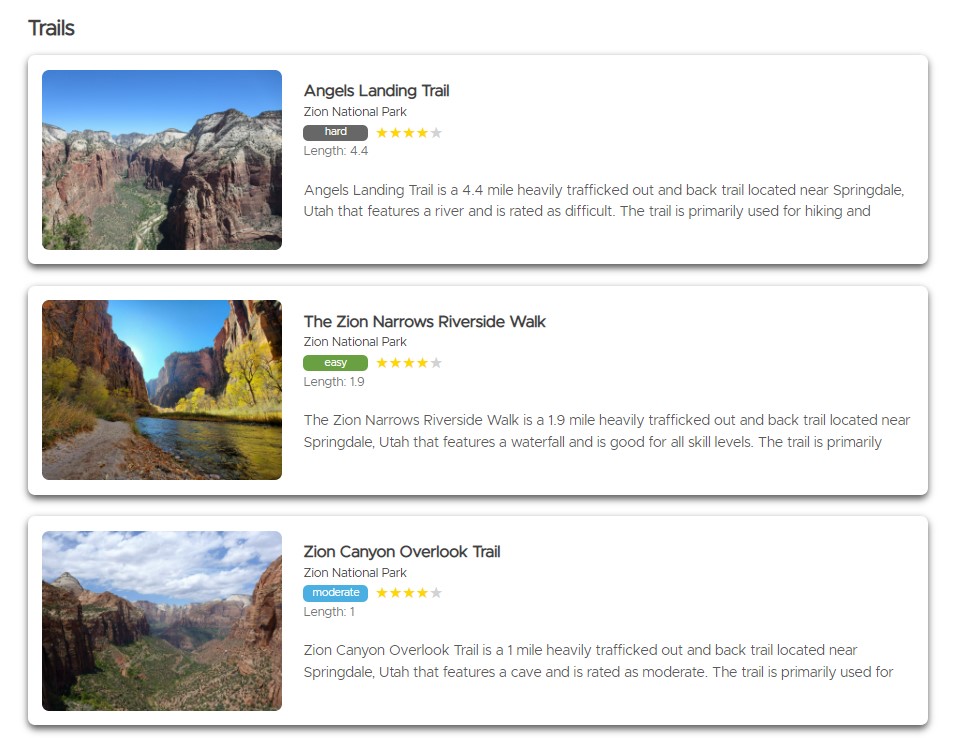 Trails
Angels Landing Trail
Zion National Park
hard
Length: 4.4
Angels Landing Trail is a 4.4 mile heavily trafficked out and back trail located near Springdale,
Utah that features a river and is rated as difficult. The trail is primarily used for hiking and
The Zion Narrows Riverside Walk
Zion National Park
easy
Length: 1.9
The Zion Narrows Riverside Walk is a 1.9 mile heavily trafficked out and back trail located near
Springdale, Utah that features a waterfall and is good for all skill levels. The trail is primarily
Zion Canyon Overlook Trail
Zion National Park
moderate
Length: 1
Zion Canyon Overlook Trail is a 1 mile heavily trafficked out and back trail located near
Springdale, Utah that features a cave and is rated as moderate. The trail is primarily used for